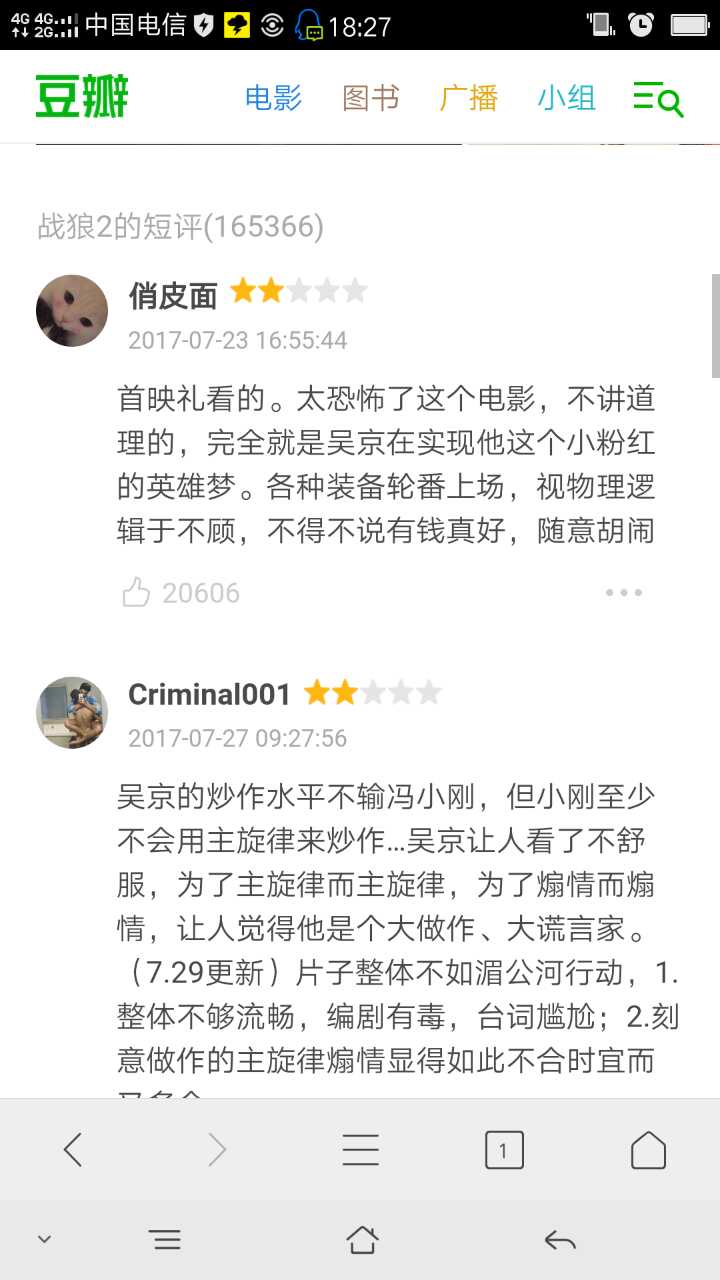 4G 4G 2G 中国电信 18:27
豆瓣 电影 图书 广播 小组
战狼2的短评(165366)
俏皮面
2017-07-23 16:55:44
首映礼看的。太恐怖了这个电影，不讲道
理的，完全就是吴京在实现他这个小粉红
的英雄梦。各种装备轮番上场，视物理逻
辑于不顾，不得不说有钱真好，随意胡闹
20606
Criminal001
2017-07-27 09:27:56
吴京的炒作水平不输冯小刚，但小刚至少
不会用主旋律来炒作…吴京让人看了不舒
服，为了主旋律而主旋律，为了煽情而煽
情，让人觉得他是个大做作、大谎言家。
（7.29更新）片子整体不如湄公河行动，1.
整体不够流畅，编剧有毒，台词尴尬；2.刻
意做作的主旋律煽情显得如此不合时宜而
1